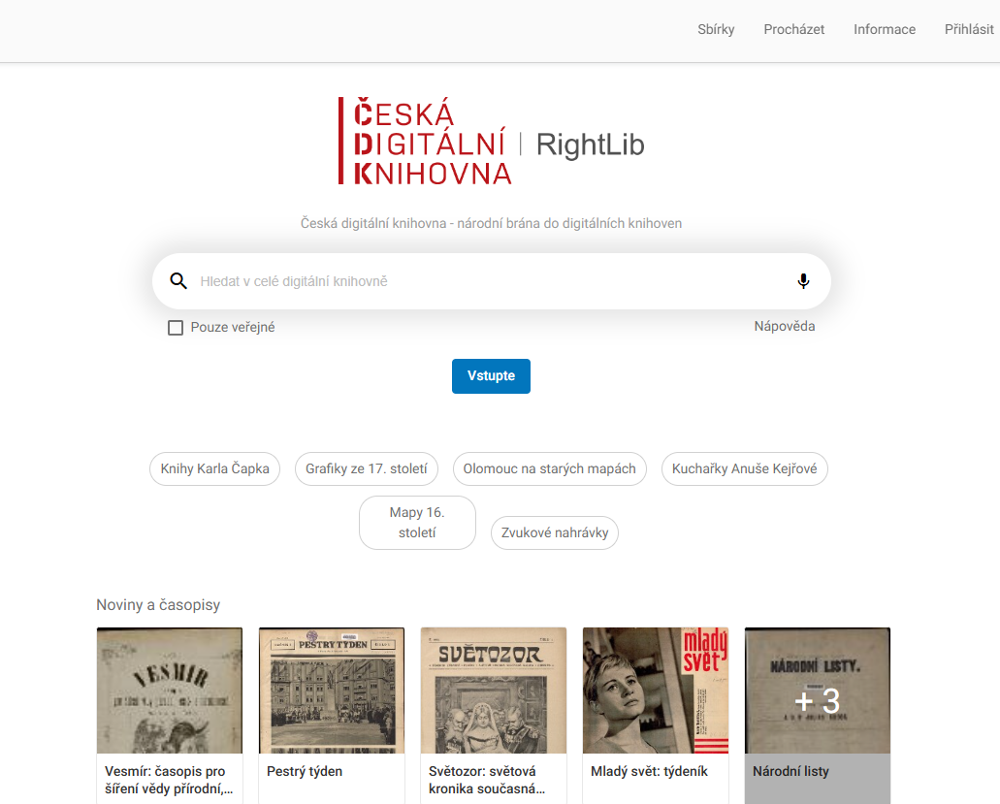 Sbírky Procházet Informace Přihlásit
ČESKÁ
DIGITÁLNÍ
KNIHOVNA
RightLib
Česká digitální knihovna - národní brána do digitálních knihoven
Hledat v celé digitální knihovně
Pouze veřejné
Nápověda
Vstupte
Knihy Karla Čapka
Grafiky ze 17. století
Olomouc na starých mapách
Kuchařky Anuše Kejřové
Mapy 16.
století
Zvukové nahrávky
Noviny a časopisy
VESMÍR
PESTRÝ TÝDEN
SVĚTOZOR
mladý
svět
NÁRODNÍ LISTY.
+ 3
Vesmír: časopis pro
šíření vědy přírodní,...
Pestrý týden
Světozor: světová
kronika současná...
Mladý svět: týdeník
Národní listy